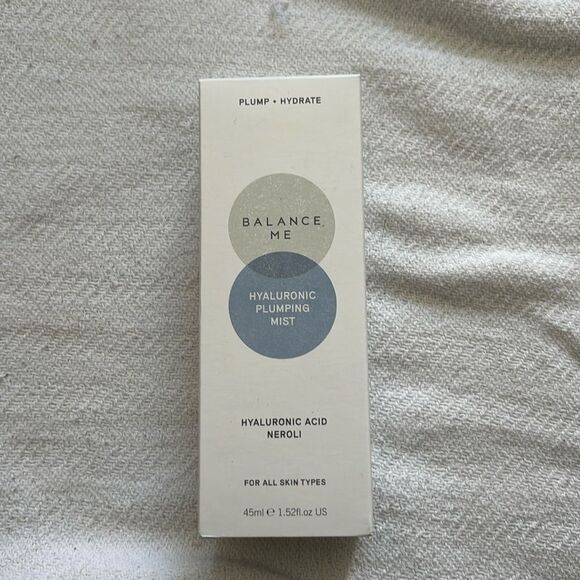 PLUMP • HYDRATE
BALANCE
ME
HYALURONIC
PLUMPING
MIST
HYALURONIC ACID
NEROLI
FOR ALL SKIN TYPES
45ml ℮ 1.52fl.oz US